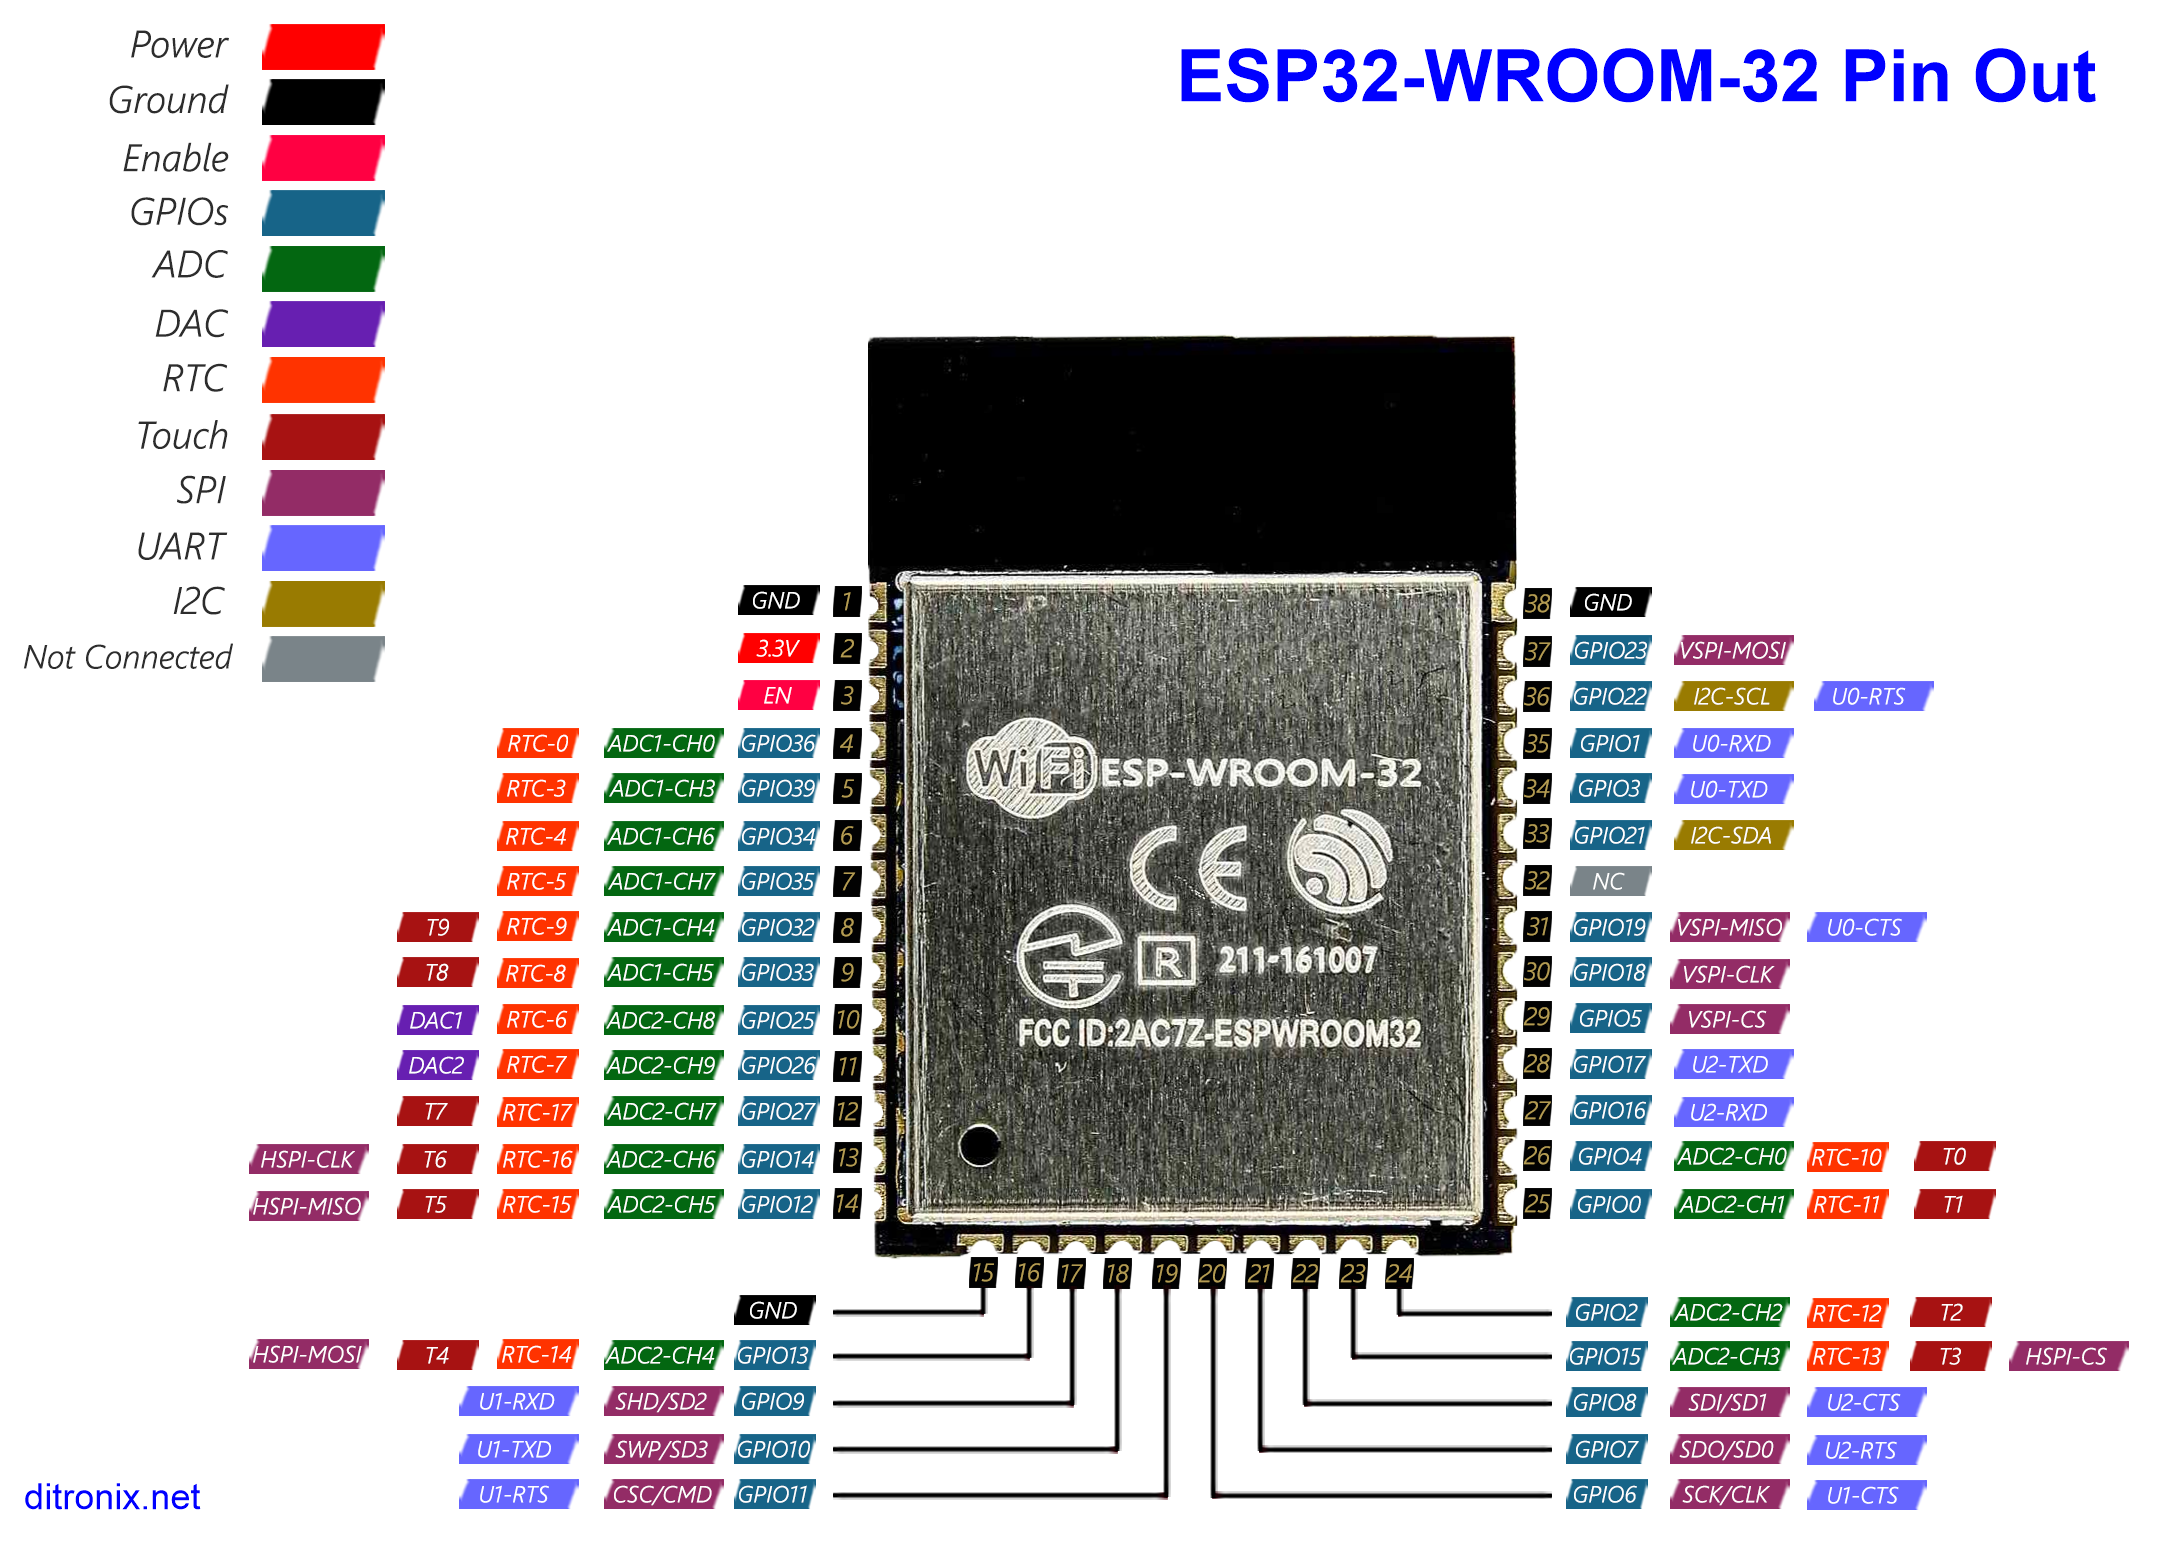 ESP32-WROOM-32 Pin Out
Power
Ground
Enable
GPIOs
ADC
DAC
RTC
Touch
SPI
UART
I2C
Not Connected
GND 1
3.3V 2
EN 3
RTC-0 ADC1-CH0 GPIO36 4
RTC-3 ADC1-CH3 GPIO39 5
RTC-4 ADC1-CH6 GPIO34 6
RTC-5 ADC1-CH7 GPIO35 7
T9 RTC-9 ADC1-CH4 GPIO32 8
T8 RTC-8 ADC1-CH5 GPIO33 9
DAC1 RTC-6 ADC2-CH8 GPIO25 10
DAC2 RTC-7 ADC2-CH9 GPIO26 11
T7 RTC-17 ADC2-CH7 GPIO27 12
HSPI-CLK T6 RTC-16 ADC2-CH6 GPIO14 13
HSPI-MISO T5 RTC-15 ADC2-CH5 GPIO12 14
WiFi ESP-WROOM-32
CE
R 211-161007
FCC ID:2AC7Z-ESPWROOM32
38 GND
37 GPIO23 VSPI-MOSI
36 GPIO22 I2C-SCL U0-RTS
35 GPIO1 U0-RXD
34 GPIO3 U0-TXD
33 GPIO21 I2C-SDA
32 NC
31 GPIO19 VSPI-MISO U0-CTS
30 GPIO18 VSPI-CLK
29 GPIO5 VSPI-CS
28 GPIO17 U2-TXD
27 GPIO16 U2-RXD
26 GPIO4 ADC2-CH0 RTC-10 T0
25 GPIO0 ADC2-CH1 RTC-11 T1
15 16 17 18 19 20 21 22 23 24
GND
HSPI-MOSI T4 RTC-14 ADC2-CH4 GPIO13
U1-RXD SHD/SD2 GPIO9
U1-TXD SWP/SD3 GPIO10
U1-RTS CSC/CMD GPIO11
GPIO2 ADC2-CH2 RTC-12 T2
GPIO15 ADC2-CH3 RTC-13 T3 HSPI-CS
GPIO8 SDI/SD1 U2-CTS
GPIO7 SDO/SD0 U2-RTS
GPIO6 SCK/CLK U1-CTS
ditronix.net